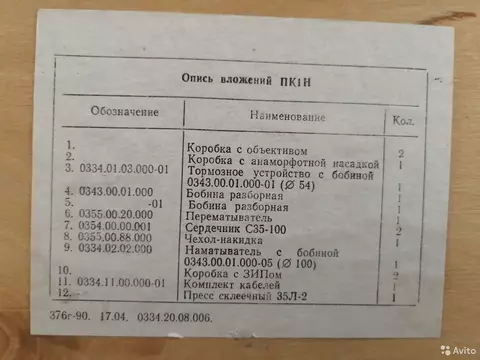 Опись вложений ПК1Н
Обозначение Наименование Кол.
1. Коробка с объективом 2
2. Коробка с анаморфотной насадкой 1
3. 0334.01.03.000-01 Тормозное устройство с бобиной
0343.00.01.000-01 (∅ 54) 1
4. 0343.00.01.000 Бобина разборная 1
5. -01 Бобина разборная 1
6. 0355.00.20.000 Перематыватель 1
7. 0354.00.00.001 Сердечник С35-100 2
8. 0355.00.88.000 Чехол-накидка 1
9. 0334.02.02.000 Наматыватель с бобиной
0343.00.01.000-05 (∅ 100) 1
10. Коробка с ЗИПом 2
11. 0334.11.00.000-01 Комплект кабелей 1
12. Пресс склеечный 35Л-2 1
376г-90. 17.04. 0334.20.08.006.
Avito